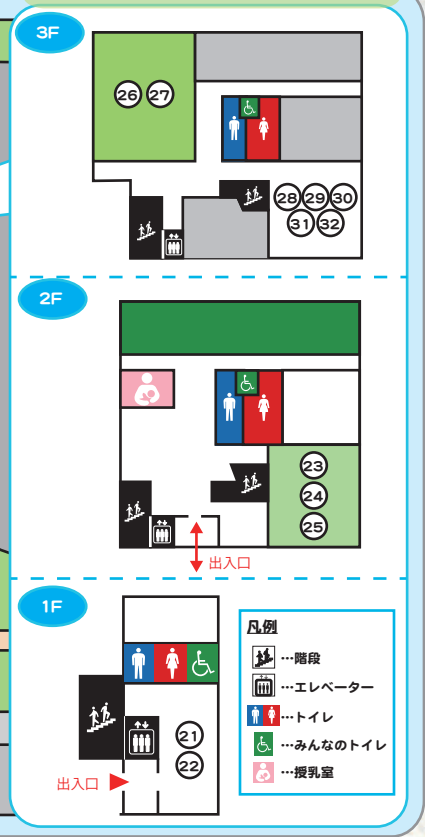 3F
26 27
28 29 30
31 32
2F
23
24
25
出入口
1F
21
22
出入口
凡例
…階段
…エレベーター
…トイレ
…みんなのトイレ
…授乳室